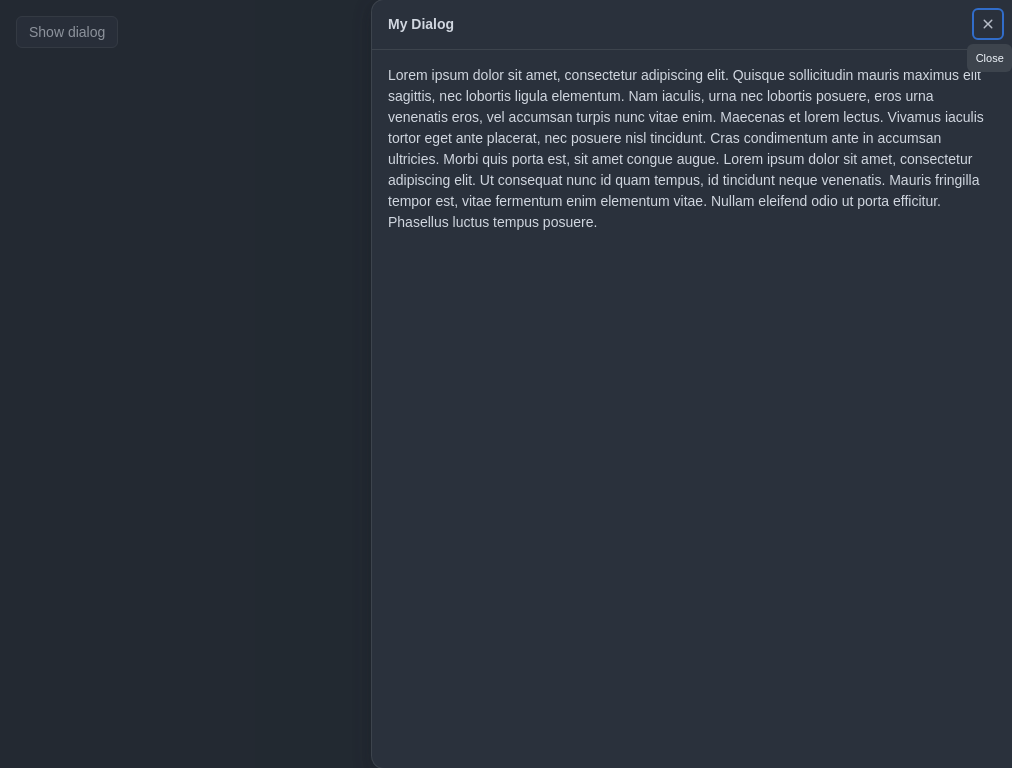 Show dialog
My Dialog
Close
Lorem ipsum dolor sit amet, consectetur adipiscing elit. Quisque sollicitudin mauris maximus elit
sagittis, nec lobortis ligula elementum. Nam iaculis, urna nec lobortis posuere, eros urna
venenatis eros, vel accumsan turpis nunc vitae enim. Maecenas et lorem lectus. Vivamus iaculis
tortor eget ante placerat, nec posuere nisl tincidunt. Cras condimentum ante in accumsan
ultricies. Morbi quis porta est, sit amet congue augue. Lorem ipsum dolor sit amet, consectetur
adipiscing elit. Ut consequat nunc id quam tempus, id tincidunt neque venenatis. Mauris fringilla
tempor est, vitae fermentum enim elementum vitae. Nullam eleifend odio ut porta efficitur.
Phasellus luctus tempus posuere.